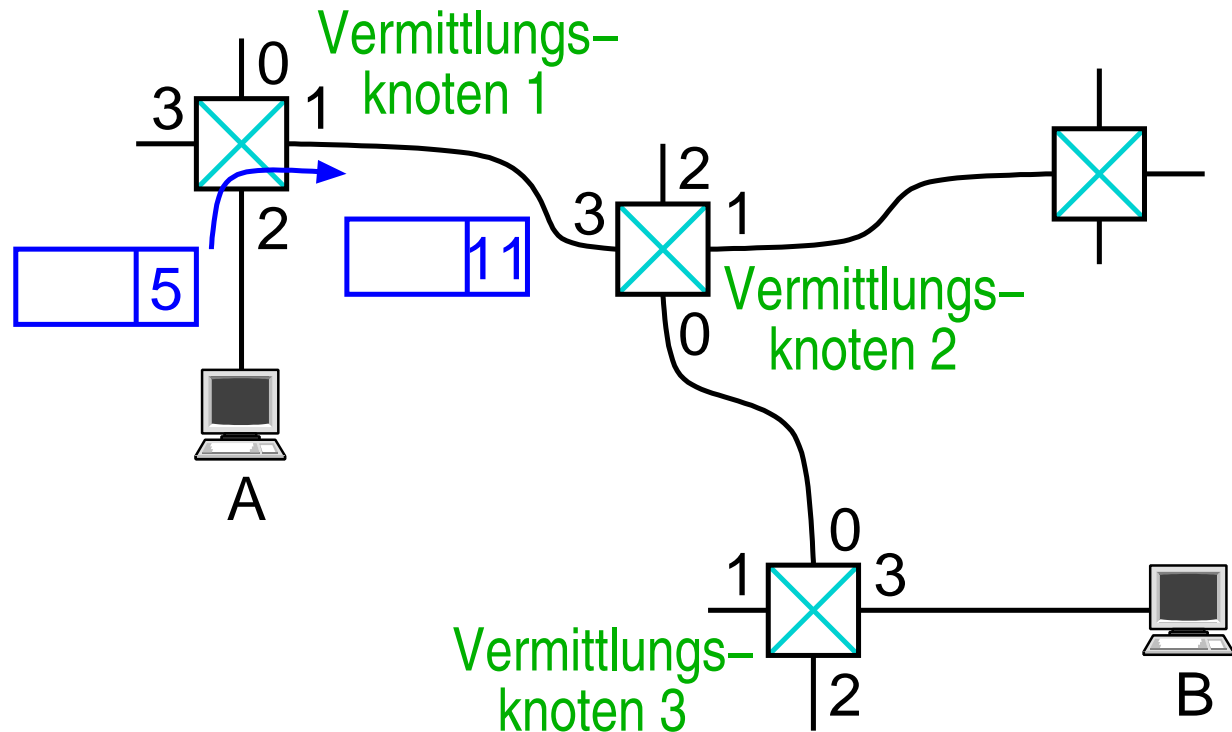 Vermittlungs–
knoten 1
0
3
1
2
5
11
A
2
3
1
0
Vermittlungs–
knoten 2
0
1
3
2
Vermittlungs–
knoten 3
B